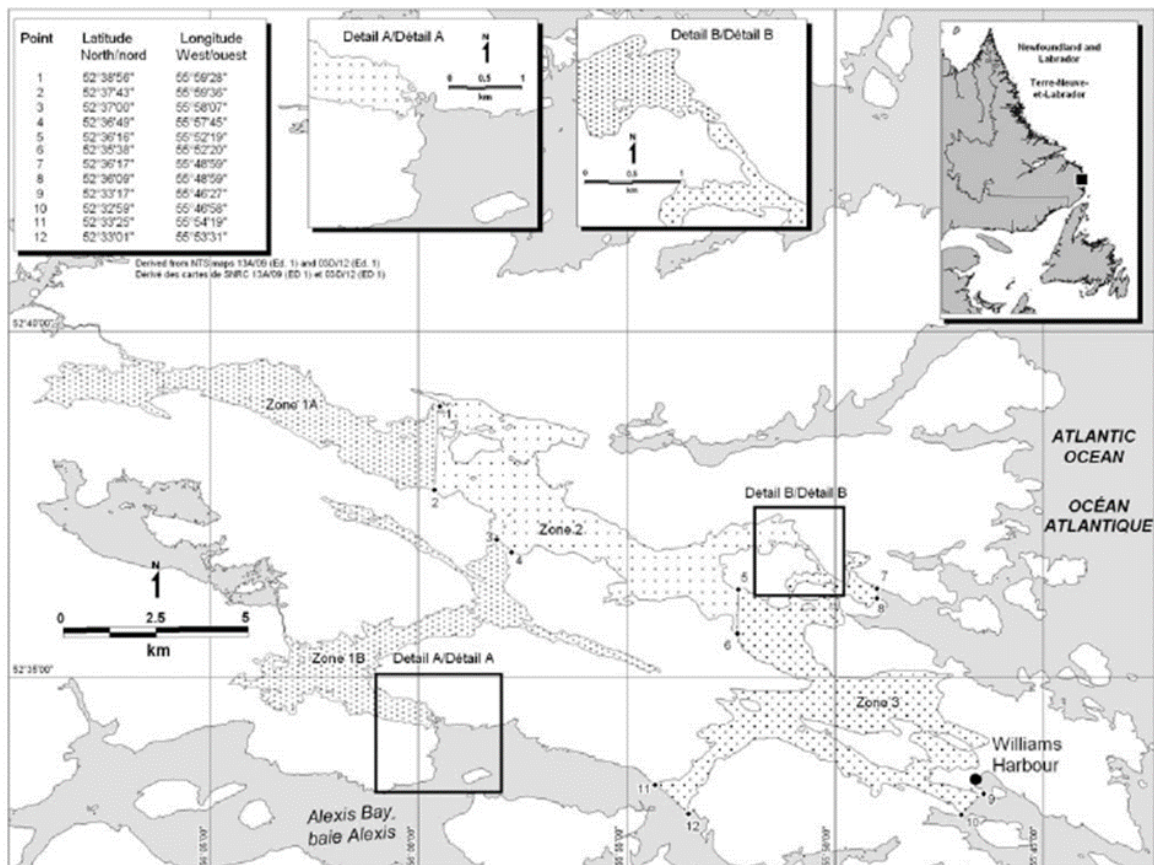 Point Latitude Longitude
North/nord West/ouest
1 52°38'56" 55°59'28"
2 52°37'43" 55°59'36"
3 52°37'00" 55°58'07"
4 52°36'49" 55°57'45"
5 52°36'16" 55°52'19"
6 52°35'38" 55°52'20"
7 52°36'17" 55°48'59"
8 52°36'09" 55°48'59"
9 52°33'17" 55°46'27"
10 52°32'59" 55°46'58"
11 52°33'25" 55°54'19"
12 52°33'01" 55°53'31"
Detail A/Détail A
N
0 0.5 1
km
Detail B/Détail B
N
0 0.5 1
km
Newfoundland and
Labrador
Terre-Neuve-
et-Labrador
Derived from NTS maps 13A/09 (Ed. 1) and 03D/12 (Ed. 1)
Dérivé des cartes de SNRC 13A/09 (ED 1) et 03D/12 (ED 1)
52°40'00"
Zone 1A
1
ATLANTIC
OCEAN
2
Detail B/Détail B
OCÉAN
ATLANTIQUE
3
Zone 2
4
N
5
7
8
0 2.5 5
km
6
Zone 1B
Detail A/Détail A
52°35'00"
Zone 3
Williams
Harbour
11
9
12
10
Alexis Bay,
baie Alexis